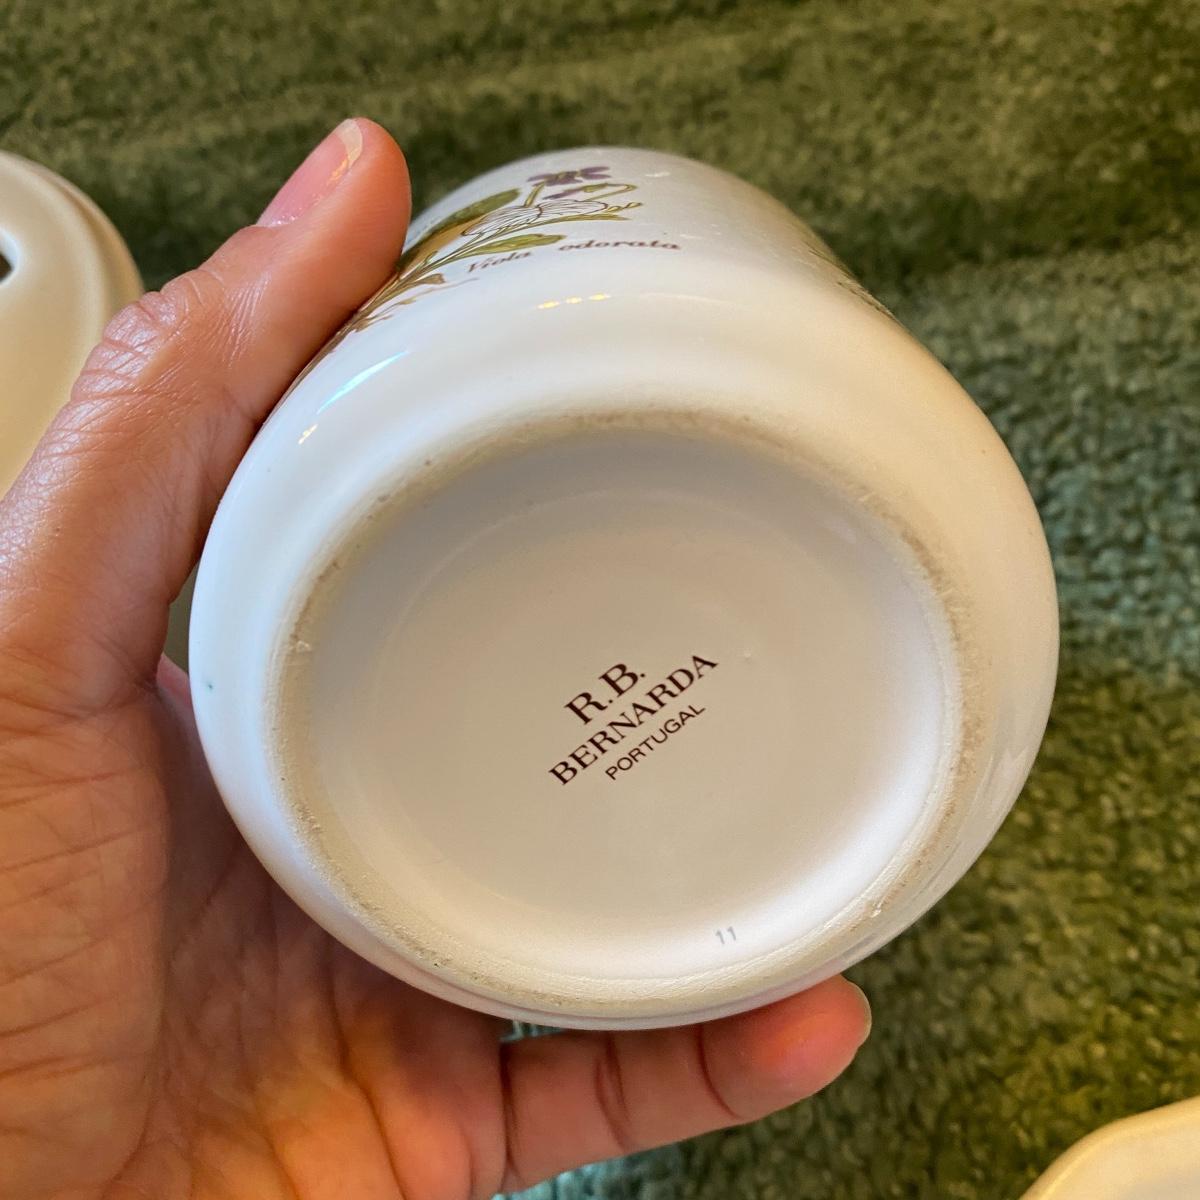 Viola odorata
R.B.
BERNARDA
PORTUGAL
11